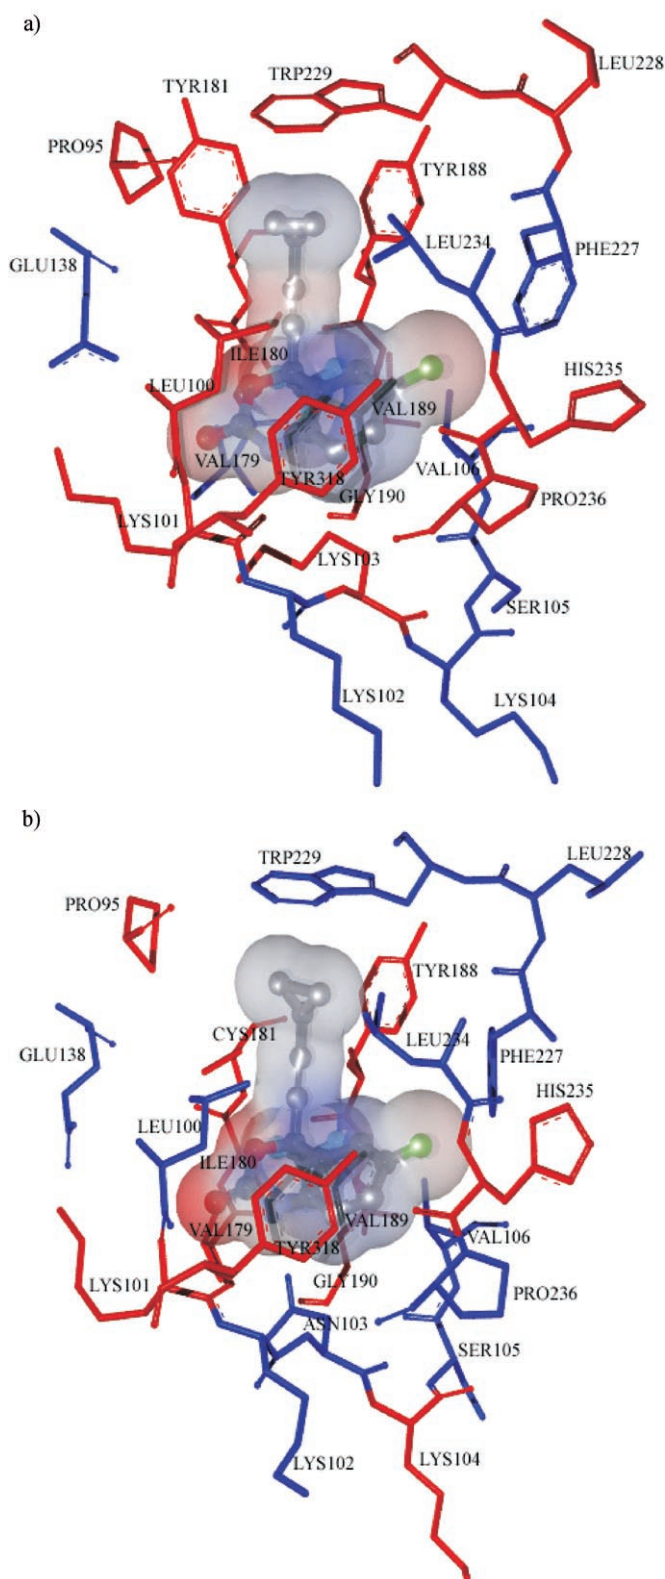 a)
LEU228
TRP229
TYR181
PRO95
TYR188
LEU234
PHE227
GLU138
ILE180
HIS235
LEU100
VAL189
VAL179
VAL106
TYR318
GLY190
PRO236
LYS101
LYS103
SER105
LYS102
LYS104
b)
TRP229
LEU228
PRO95
TYR188
CYS181
LEU234
GLU138
PHE227
HIS235
LEU100
ILE180
VAL179
VAL189
VAL106
TYR318
LYS101
GLY190
PRO236
ASN103
SER105
LYS102
LYS104